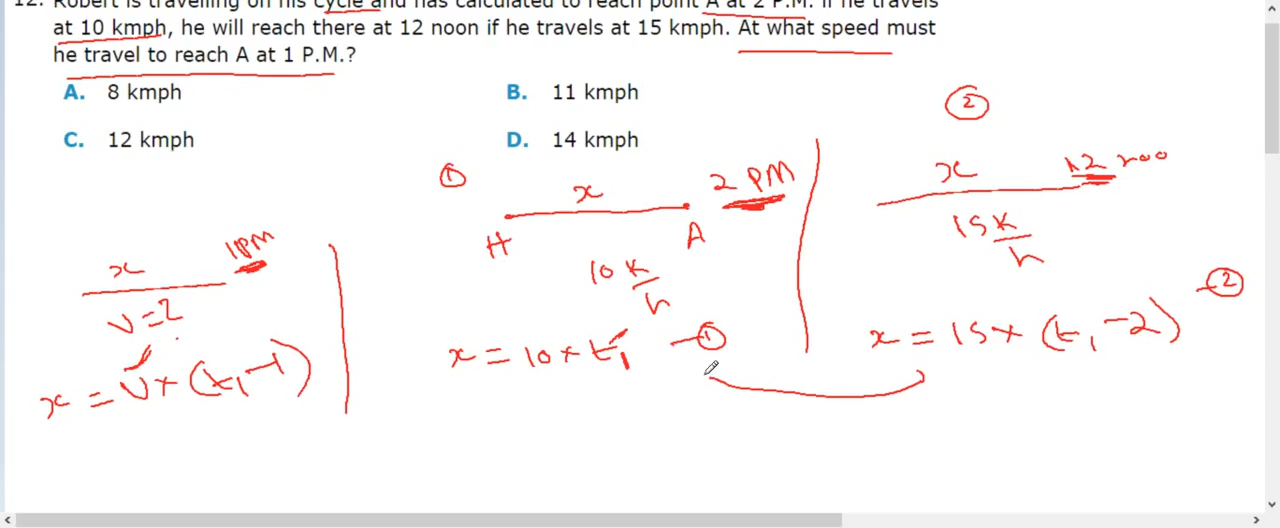 12. Robert is travelling on his cycle and has calculated to reach point A at 2 P.M. if he travels
at 10 kmph, he will reach there at 12 noon if he travels at 15 kmph. At what speed must
he travel to reach A at 1 P.M.?
A. 8 kmph B. 11 kmph
C. 12 kmph D. 14 kmph
①
x 2 PM
H A
10 k/h
x = 10 × t₁ —①
②
x 12 noo
15 k/h
x = 15 × (t₁ -2) —②
x 1PM
v = ?
x = v × (t₁ -1)